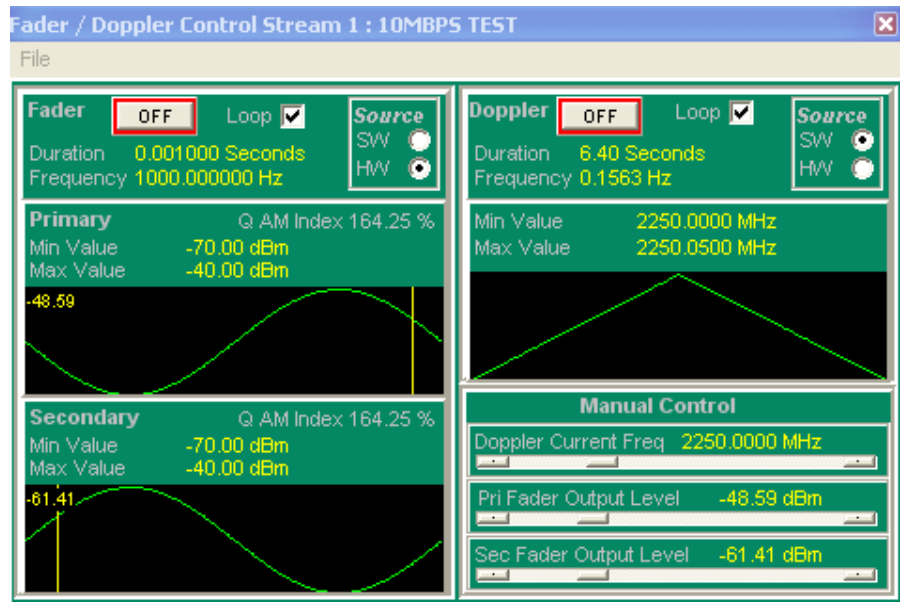 Fader / Doppler Control Stream 1 : 10MBPS TEST
File
Fader OFF Loop Source
SW
HW
Duration 0.001000 Seconds
Frequency 1000.000000 Hz
Primary Q AM Index 164.25 %
Min Value -70.00 dBm
Max Value -40.00 dBm
-48.59
Secondary Q AM Index 164.25 %
Min Value -70.00 dBm
Max Value -40.00 dBm
-61.41
Doppler OFF Loop Source
SW
HW
Duration 6.40 Seconds
Frequency 0.1563 Hz
Min Value 2250.0000 MHz
Max Value 2250.0500 MHz
Manual Control
Doppler Current Freq 2250.0000 MHz
Pri Fader Output Level -48.59 dBm
Sec Fader Output Level -61.41 dBm